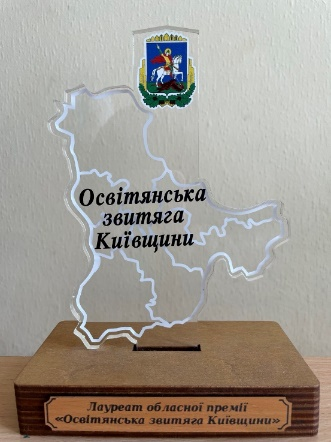 Освітянська
звитяга
Київщини
Лауреат обласної премії
«Освітянська звитяга Київщини»